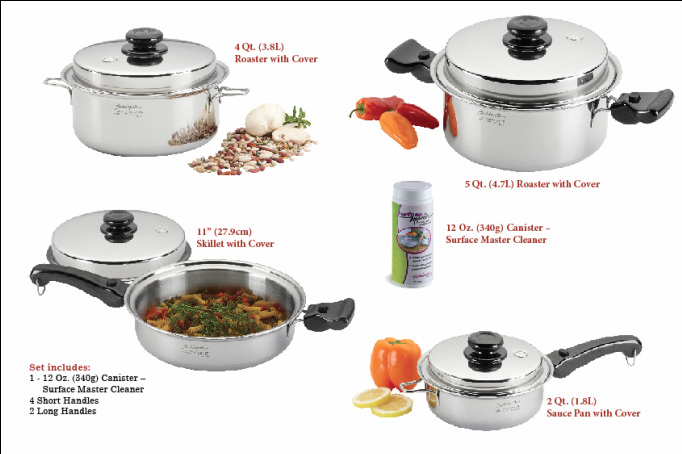 4 Qt. (3.8L)
Roaster with Cover
5 Qt. (4.7L) Roaster with Cover
12 Oz. (340g) Canister –
Surface Master Cleaner
11” (27.9cm)
Skillet with Cover
Set includes:
1 - 12 Oz. (340g) Canister –
Surface Master Cleaner
4 Short Handles
2 Long Handles
2 Qt. (1.8L)
Sauce Pan with Cover